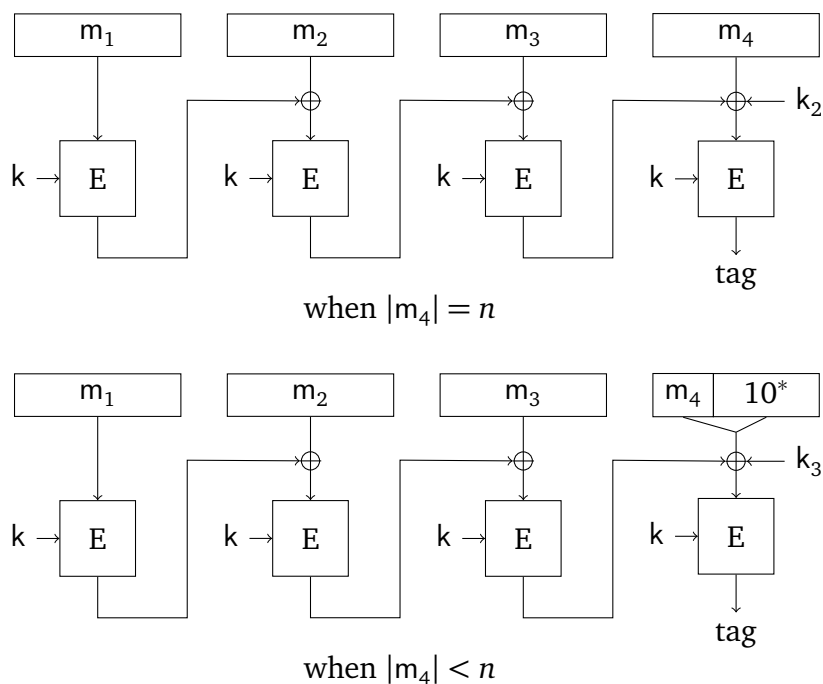 m₁ m₂ m₃ m₄
k₂
k E k E k E k E
tag
when |m₄| = n
m₁ m₂ m₃ m₄ 10*
k₃
k E k E k E k E
tag
when |m₄| < n